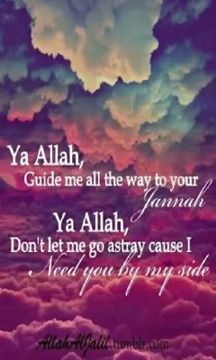 Ya Allah,
Guide me all the way to your
Jannah
Ya Allah,
Don't let me go astray cause I
Need you by my side
AllahAlJalil.tumblr.com